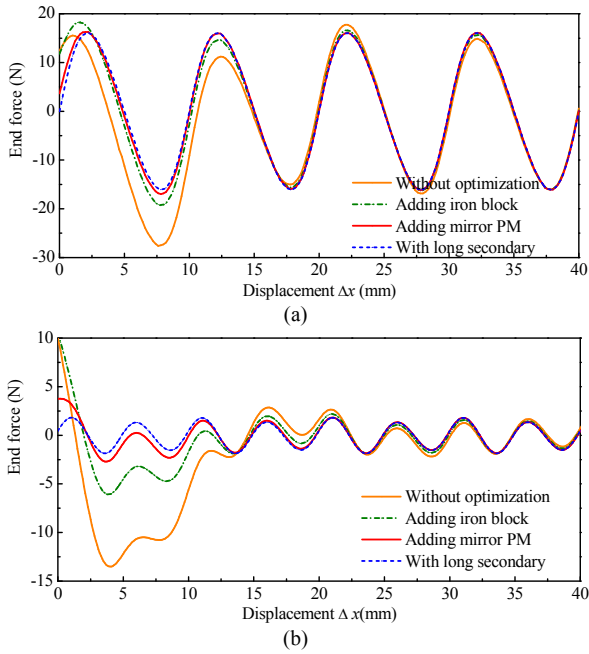 20
10
0
-10
-20
-30
End force (N)
Without optimization
Adding iron block
Adding mirror PM
With long secondary
0 5 10 15 20 25 30 35 40
Displacement Δx (mm)
(a)
10
5
0
-5
-10
-15
End force (N)
Without optimization
Adding iron block
Adding mirror PM
With long secondary
0 5 10 15 20 25 30 35 40
Displacement Δ x(mm)
(b)